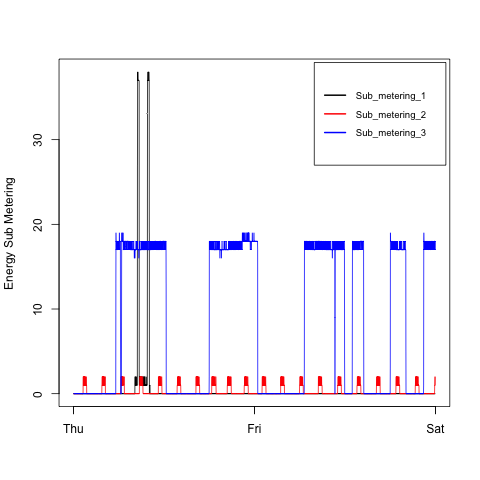 Sub_metering_1
Sub_metering_2
Sub_metering_3
Energy Sub Metering
30
20
10
0
Thu Fri Sat